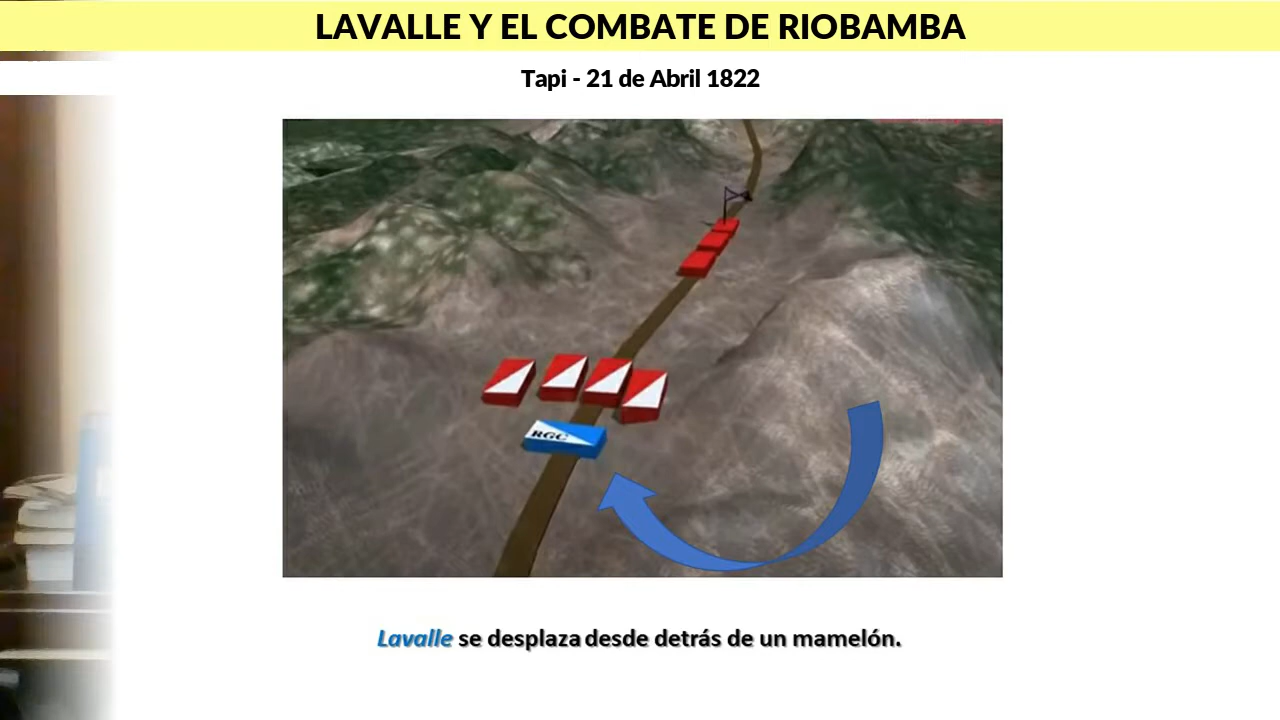 LAVALLE Y EL COMBATE DE RIOBAMBA
Tapi - 21 de Abril 1822
RGC
Lavalle se desplaza desde detrás de un mamelón.